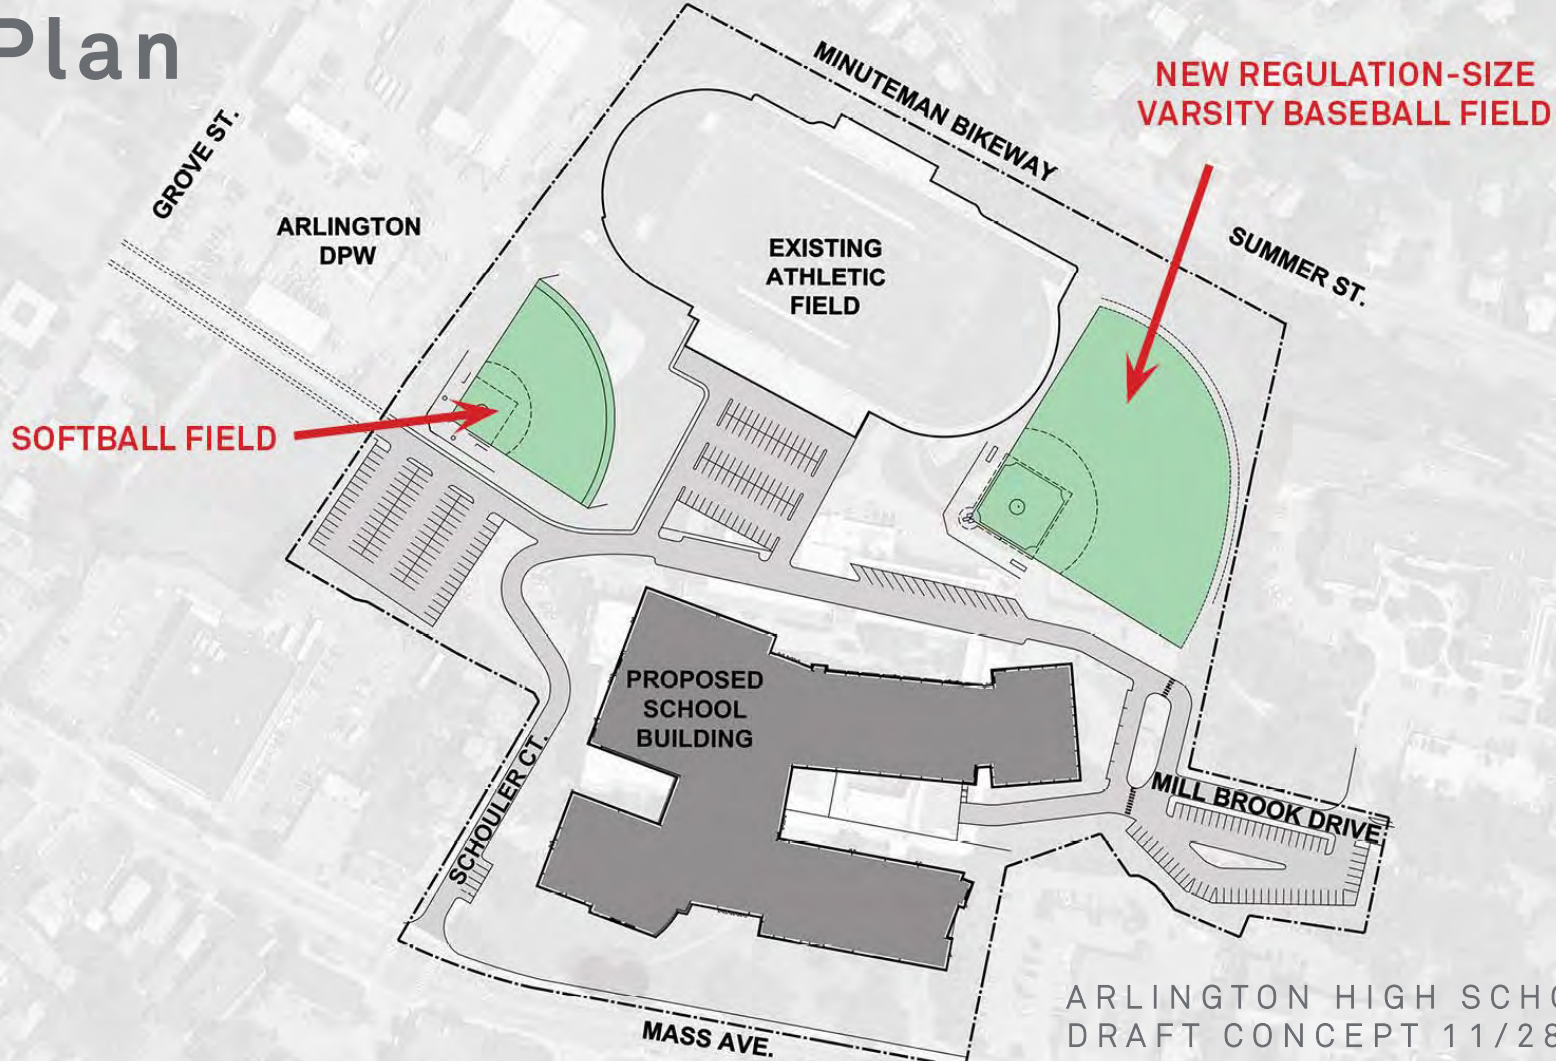 Plan
MINUTEMAN BIKEWAY
NEW REGULATION-SIZE
VARSITY BASEBALL FIELD
GROVE ST.
ARLINGTON
DPW
EXISTING
ATHLETIC
FIELD
SUMMER ST.
SOFTBALL FIELD
PROPOSED
SCHOOL
BUILDING
SCHOULER CT.
MILL BROOK DRIVE
ARLINGTON HIGH SCHO
DRAFT CONCEPT 11/28
MASS AVE.